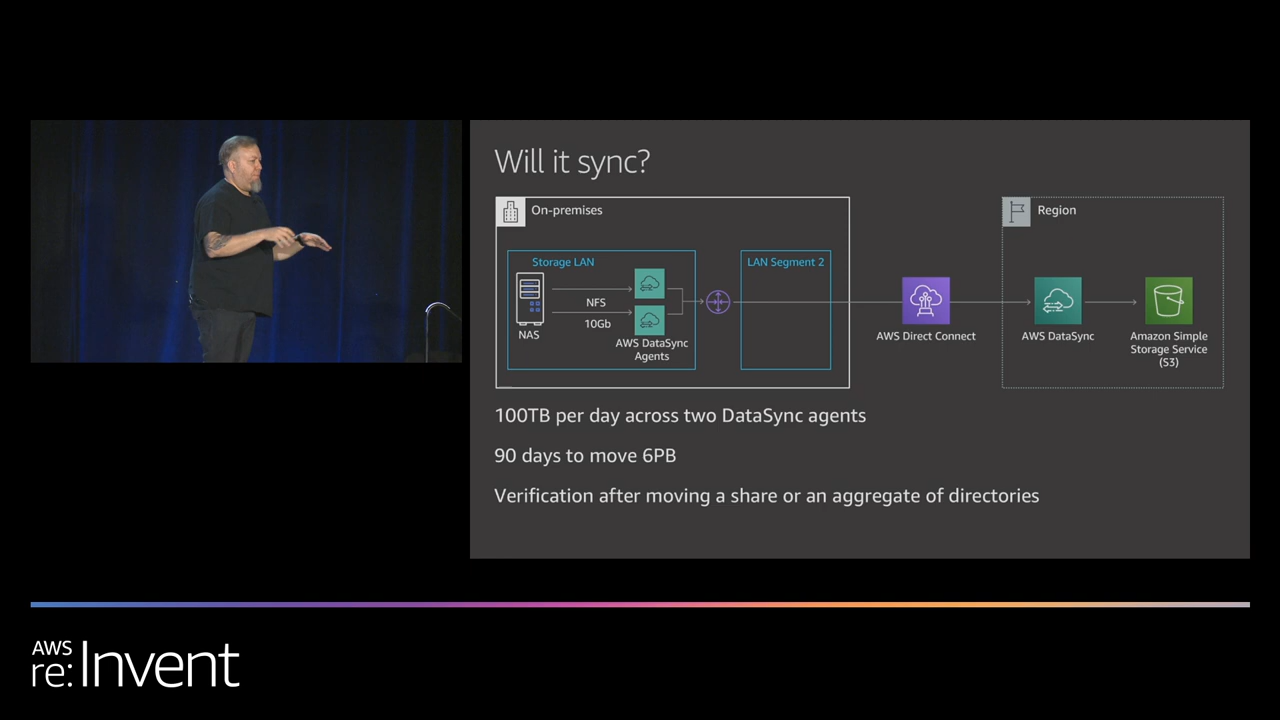 Will it sync?
On-premises
Region
Storage LAN
LAN Segment 2
NFS
10Gb
NAS
AWS DataSync
Agents
AWS Direct Connect
AWS DataSync
Amazon Simple
Storage Service
(S3)
100TB per day across two DataSync agents
90 days to move 6PB
Verification after moving a share or an aggregate of directories
AWS
re:Invent